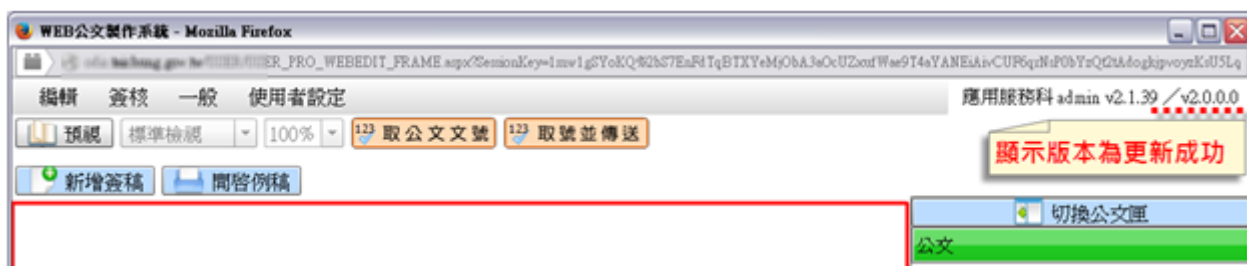 WEB公文製作系統 - Mozilla Firefox
ER_PRO_WEBEDIT_FRAME.aspx?SessionKey=
編輯 簽核 一般 使用者設定 應用服務科 admin v2.1.39 ／v2.0.0.0
預視 標準檢視 100% 123 取公文文號 123 取號並傳送
顯示版本為更新成功
新增簽稿 開啓例稿
切換公文匣
公文